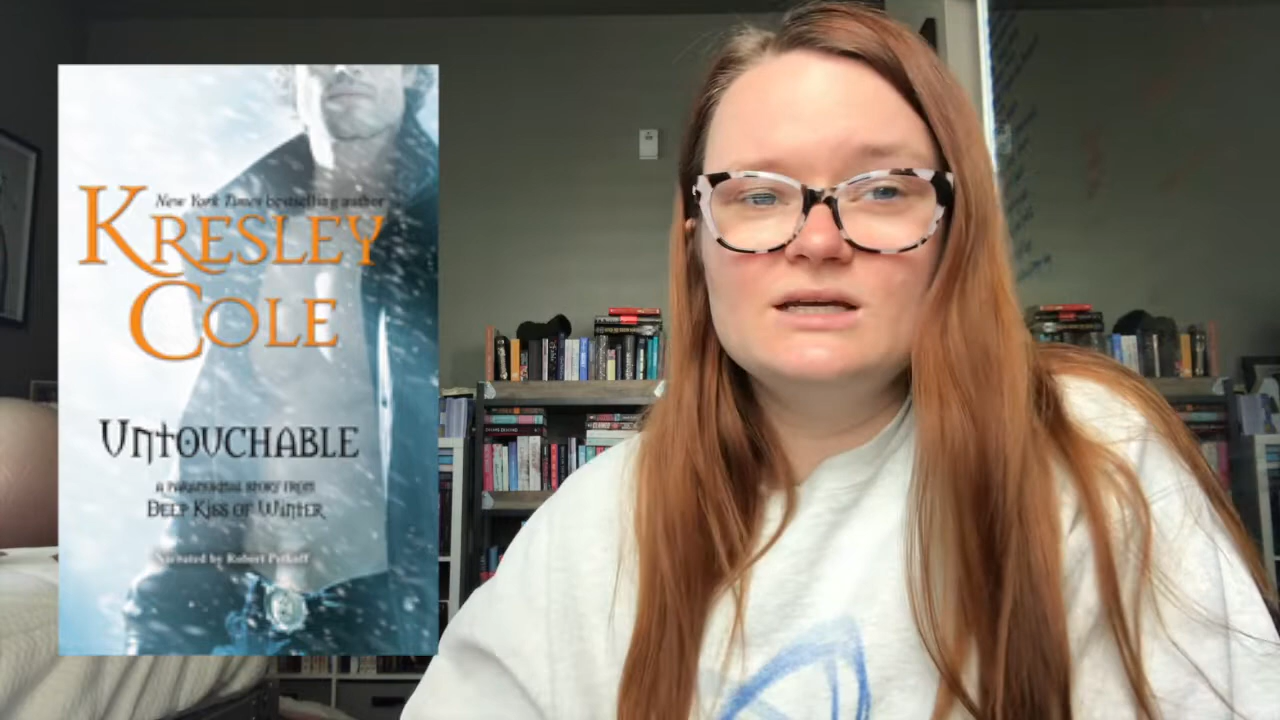 New York Times bestselling author
KRESLEY
COLE
UNTOUCHABLE
A PARANORMAL STORY FROM
DEEP KISS OF WINTER
Narrated by Robert Petkoff